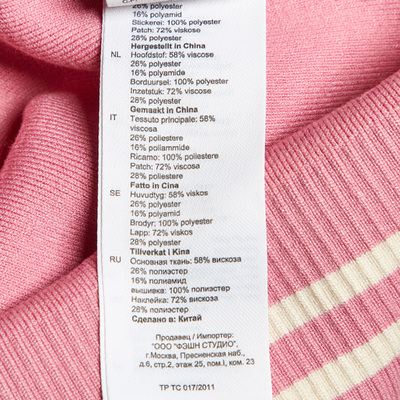 26% polyester
16% polyamid
Stickerei: 100% polyester
Patch: 72% viskose
28% polyester
Hergestellt in China
NL Hoofdstof: 58% viscose
26% polyester
16% polyamide
Borduursel: 100% polyester
Inzetstuk: 72% viscose
28% polyester
Gemaakt in China
IT Tessuto principale: 58%
viscosa
26% poliestere
16% poliammide
Ricamo: 100% poliestere
Patch: 72% viscosa
28% poliestere
Fatto in Cina
SE Huvudtyg: 58% viskos
26% polyester
16% polyamid
Brodyr: 100% polyester
Lapp: 72% viskos
28% polyester
Tillverkat i Kina
RU Основная ткань: 58% вискоза
26% полиэстер
16% полиамид
вышивка: 100% полиэстер
Наклейка: 72% вискоза
28% полиэстер
Сделано в: Китай
Продавец / Импортер:
"ООО "ФЭШН СТУДИО",
г.Москва, Пресненская наб.,
д.6, стр.2, этаж 25, пом.I, ком. 23
ТР ТС 017/2011